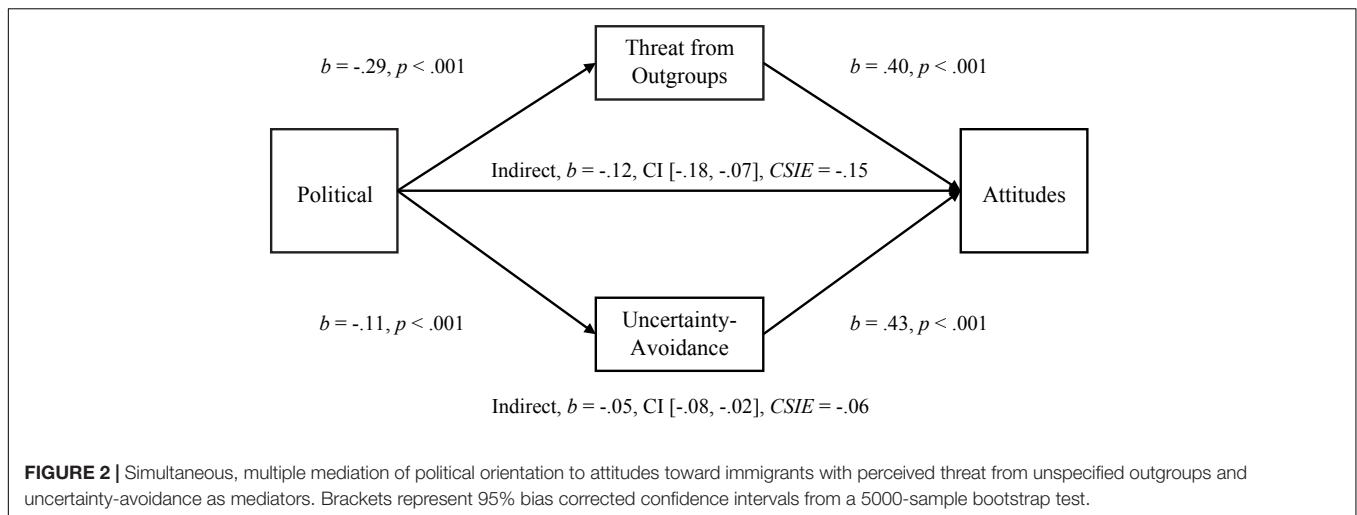 Threat from
Outgroups
b = -.29, p < .001
b = .40, p < .001
Indirect, b = -.12, CI [-.18, -.07], CSIE = -.15
Political
Attitudes
b = -.11, p < .001
Uncertainty-
Avoidance
b = .43, p < .001
Indirect, b = -.05, CI [-.08, -.02], CSIE = -.06
FIGURE 2 | Simultaneous, multiple mediation of political orientation to attitudes toward immigrants with perceived threat from unspecified outgroups and
uncertainty-avoidance as mediators. Brackets represent 95% bias corrected confidence intervals from a 5000-sample bootstrap test.